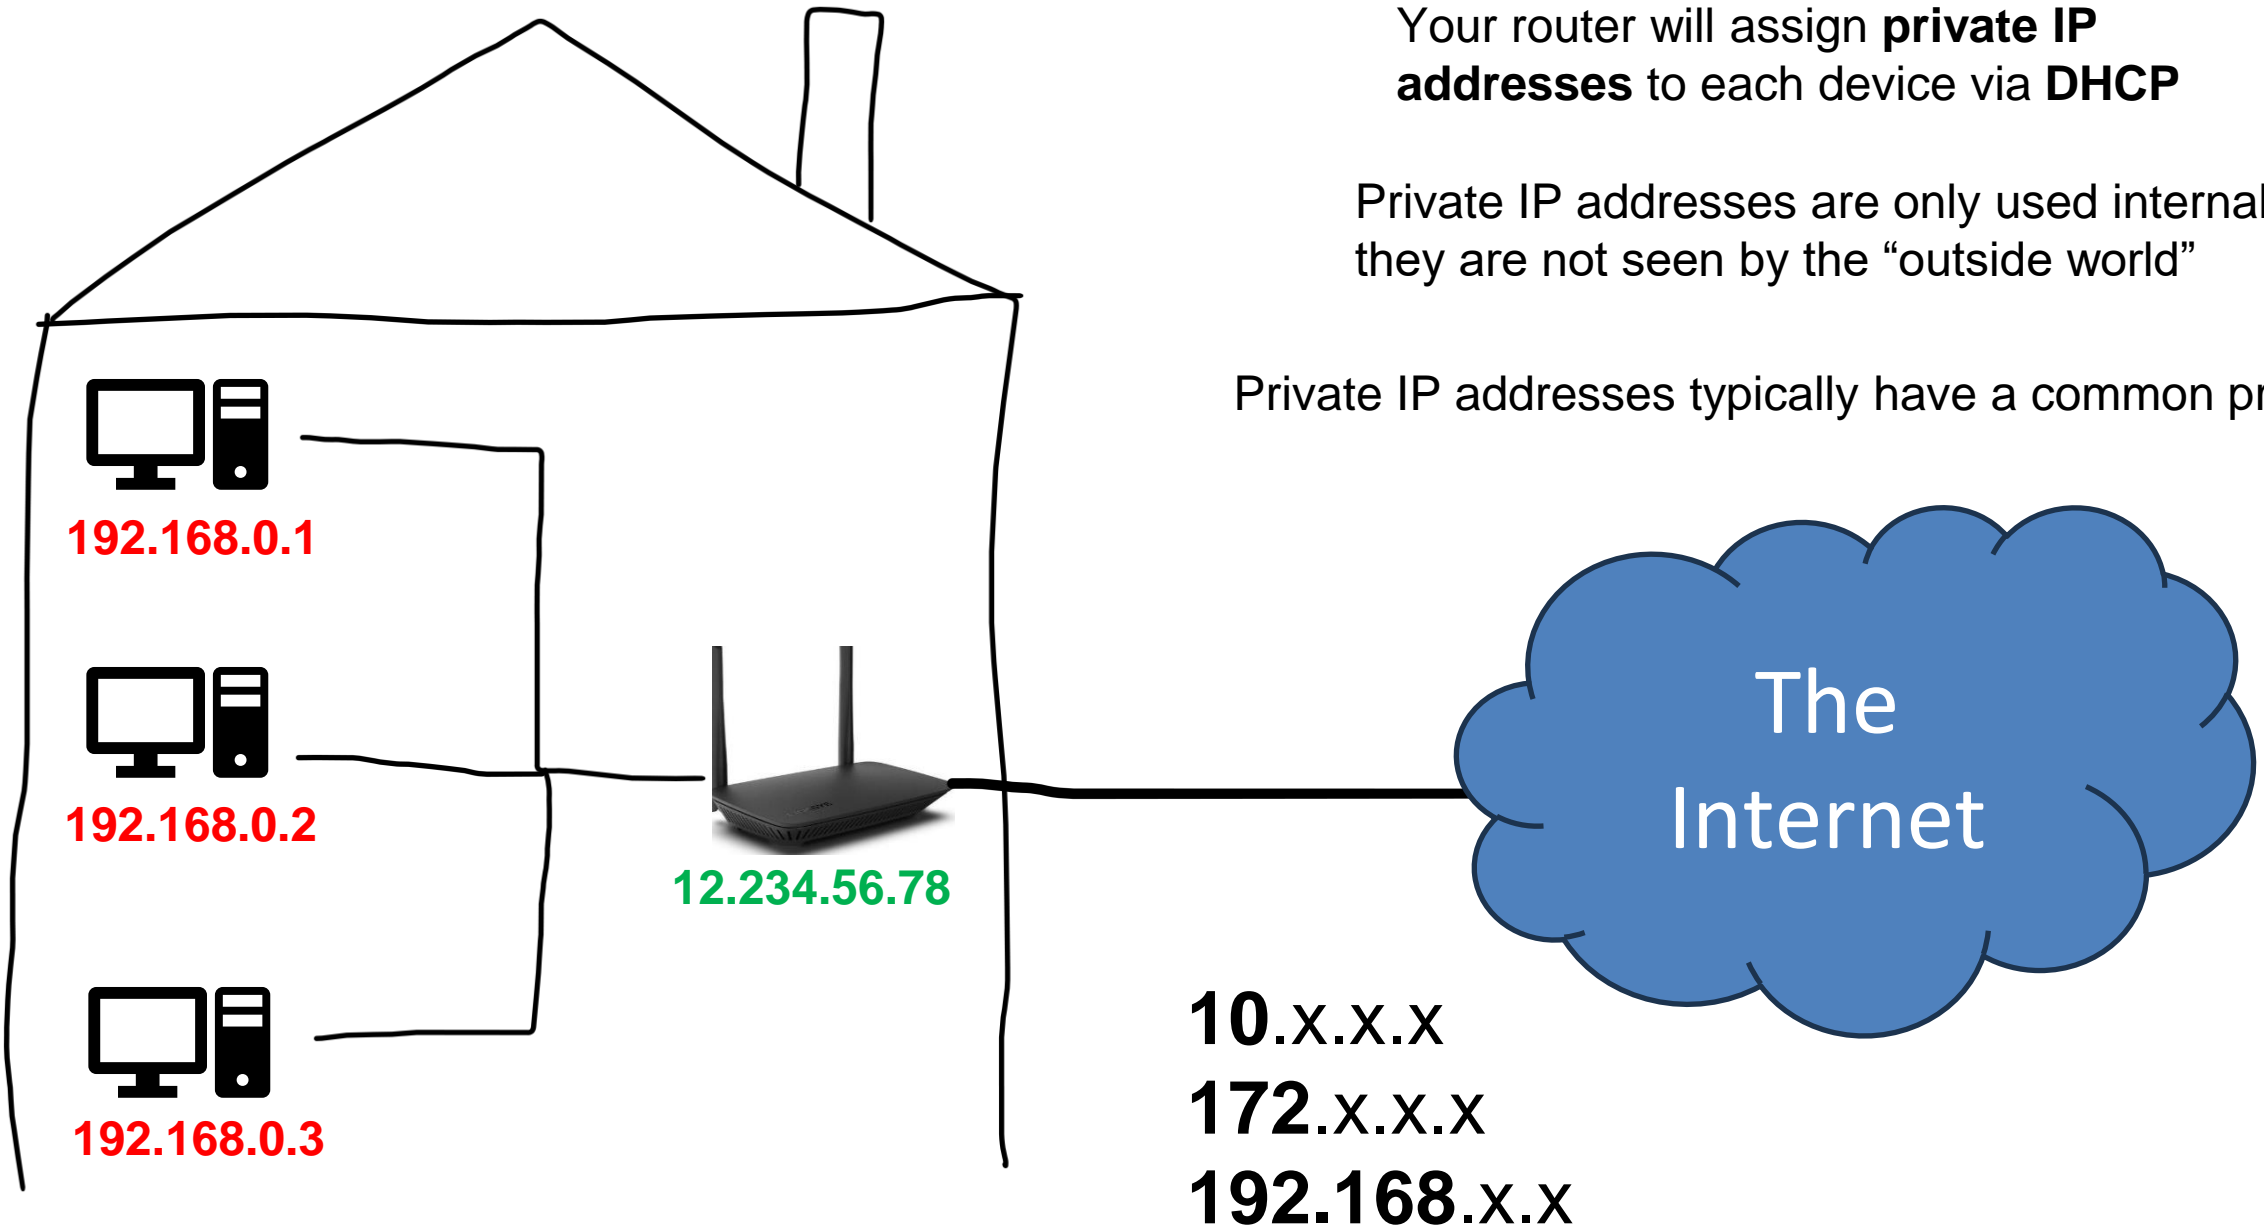 Your router will assign private IP
addresses to each device via DHCP
Private IP addresses are only used internal
they are not seen by the “outside world”
Private IP addresses typically have a common pr
192.168.0.1
192.168.0.2
192.168.0.3
12.234.56.78
The
Internet
10.x.x.x
172.x.x.x
192.168.x.x